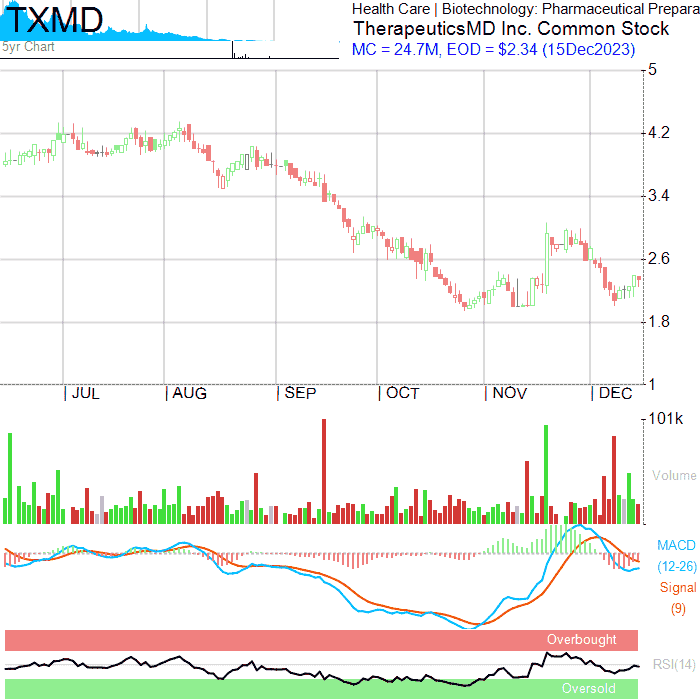 TXMD
Health Care | Biotechnology: Pharmaceutical Prepara
TherapeuticsMD Inc. Common Stock
MC = 24.7M, EOD = $2.34 (15Dec2023)
5yr Chart
5
4.2
3.4
2.6
1.8
1
| JUL | AUG | SEP | OCT | NOV | DEC
101k
Volume
MACD
(12-26)
Signal
(9)
Overbought
RSI(14)
Oversold